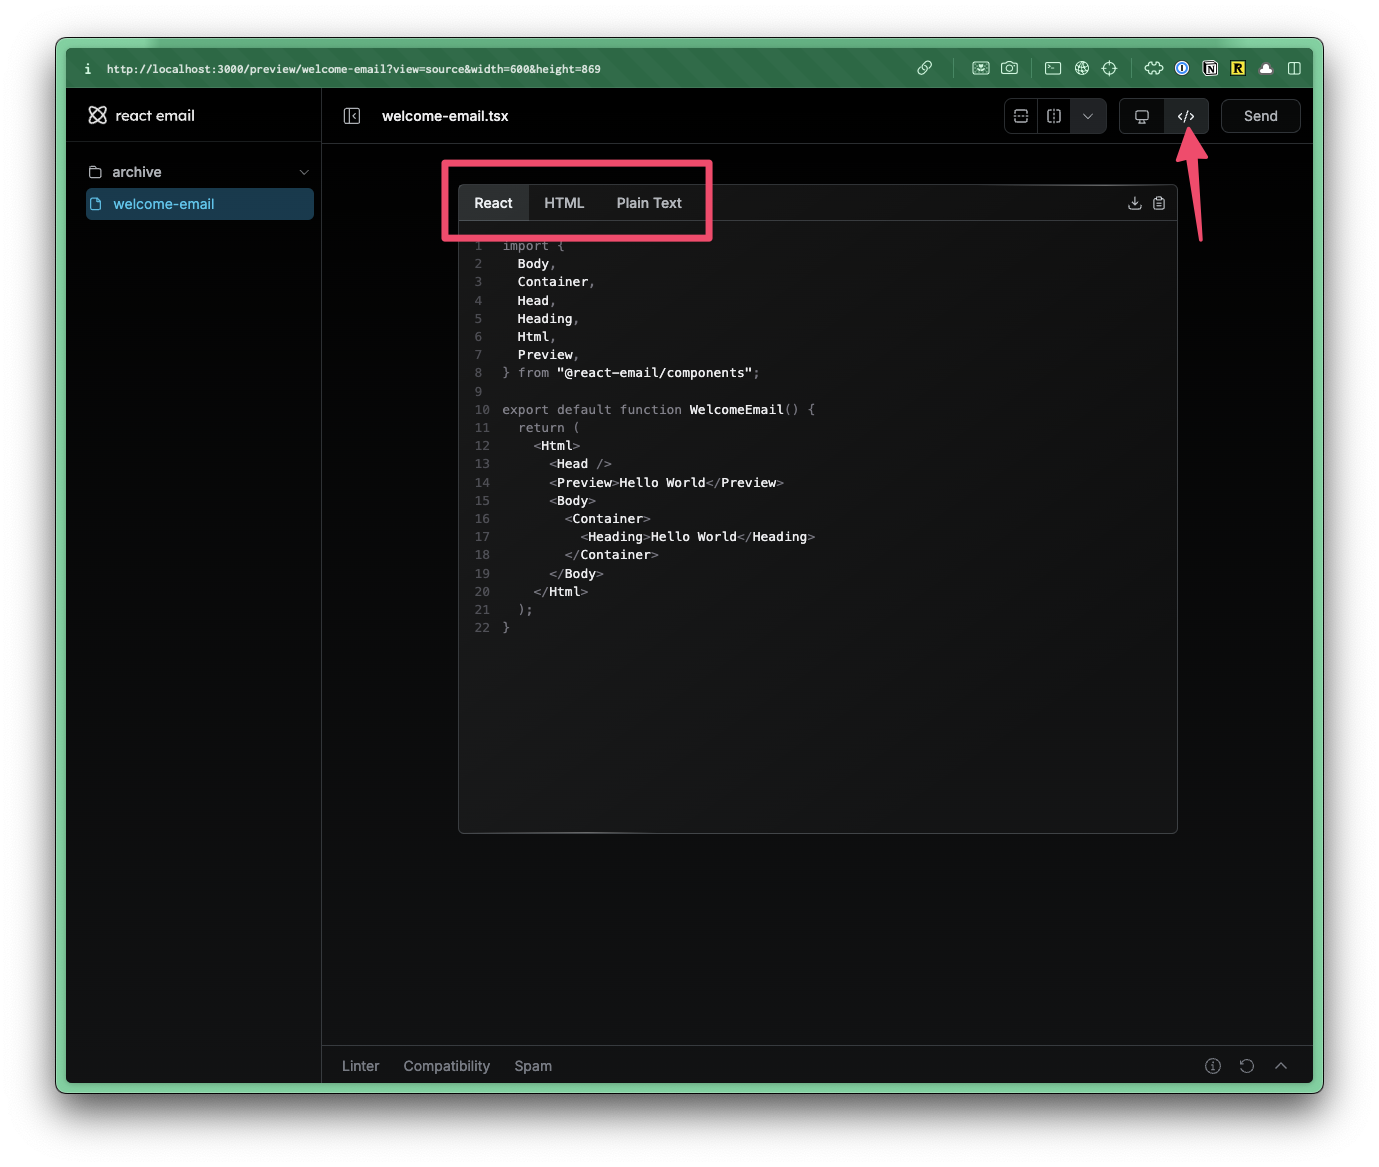 http://localhost:3000/preview/welcome-email?view=source&width=600&height=869
react email
welcome-email.tsx
Send
archive
welcome-email
React HTML Plain Text
1 import {
2 Body,
3 Container,
4 Head,
5 Heading,
6 Html,
7 Preview,
8 } from "@react-email/components";
9
10 export default function WelcomeEmail() {
11 return (
12 <Html>
13 <Head />
14 <Preview>Hello World</Preview>
15 <Body>
16 <Container>
17 <Heading>Hello World</Heading>
18 </Container>
19 </Body>
20 </Html>
21 );
22 }
Linter Compatibility Spam